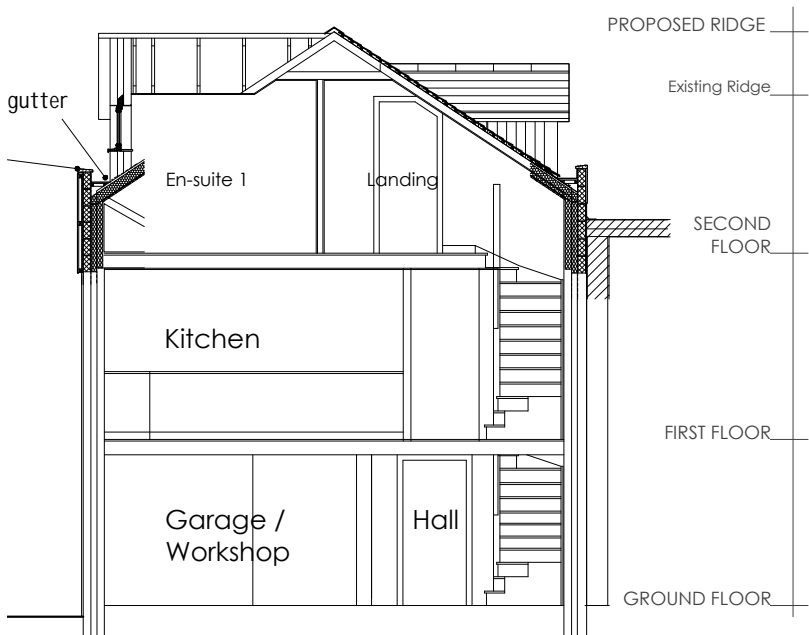 PROPOSED RIDGE
Existing Ridge
gutter
En-suite 1
Landing
SECOND
FLOOR
Kitchen
FIRST FLOOR
Garage /
Workshop
Hall
GROUND FLOOR